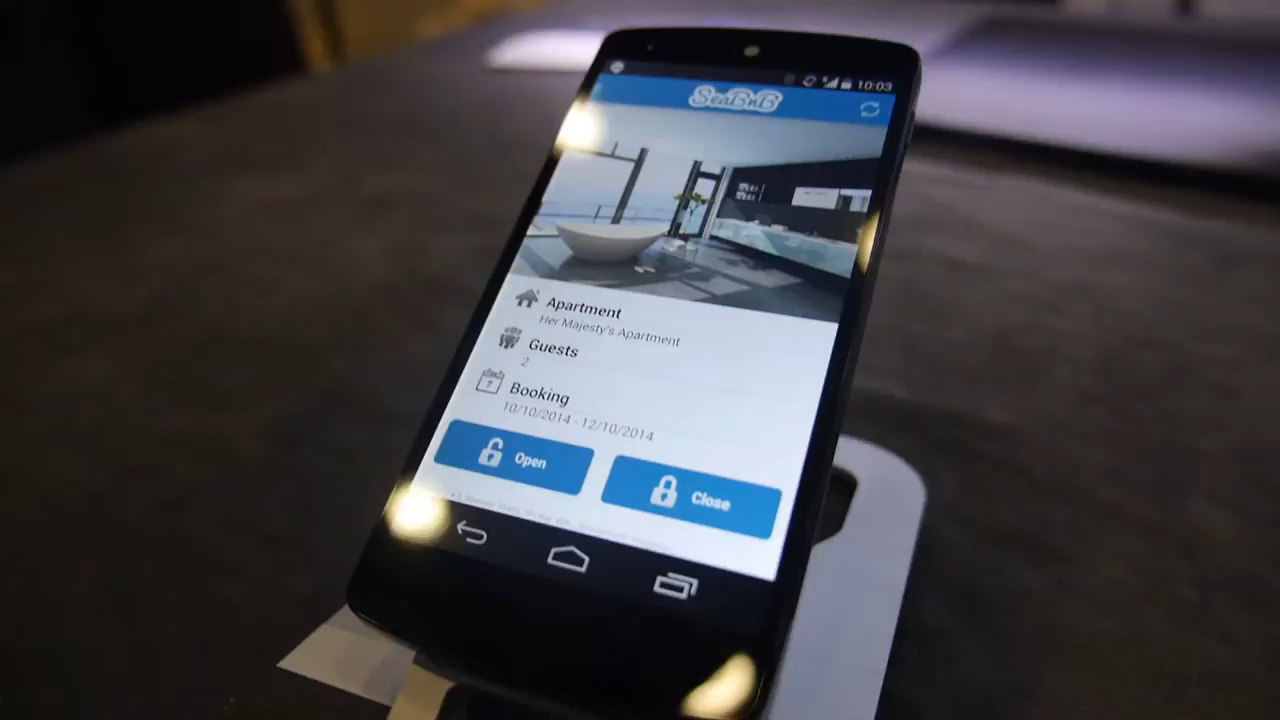 10:03
SeaBnB
Apartment
Her Majesty's Apartment
Guests
2
Booking
10/10/2014 - 12/10/2014
Open
Close